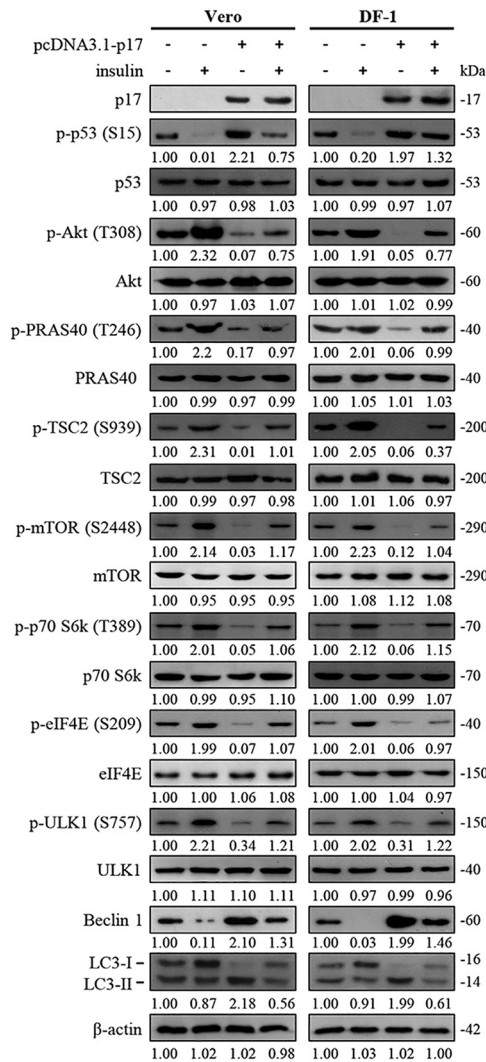 Vero DF-1
pcDNA3.1-p17 - - + + - - + +
insulin - + - + - + - + kDa
p17 -17
p-p53 (S15) -53
1.00 0.01 2.21 0.75 1.00 0.20 1.97 1.32
p53 -53
1.00 0.97 0.98 1.03 1.00 0.99 0.97 1.07
p-Akt (T308) -60
1.00 2.32 0.07 0.75 1.00 1.91 0.05 0.77
Akt -60
1.00 0.97 1.03 1.07 1.00 1.01 1.02 0.99
p-PRAS40 (T246) -40
1.00 2.2 0.17 0.97 1.00 2.01 0.06 0.99
PRAS40 -40
1.00 0.99 0.97 0.99 1.00 1.05 1.01 1.03
p-TSC2 (S939) -200
1.00 2.31 0.01 1.01 1.00 2.05 0.06 0.37
TSC2 -200
1.00 0.99 0.97 0.98 1.00 1.01 1.06 0.97
p-mTOR (S2448) -290
1.00 2.14 0.03 1.17 1.00 2.23 0.12 1.04
mTOR -290
1.00 0.95 0.95 0.95 1.00 1.08 1.12 1.08
p-p70 S6k (T389) -70
1.00 2.01 0.05 1.06 1.00 2.12 0.06 1.15
p70 S6k -70
1.00 0.99 0.95 1.10 1.00 1.00 0.99 1.07
p-eIF4E (S209) -40
1.00 1.99 0.07 1.07 1.00 2.01 0.06 0.97
eIF4E -150
1.00 1.00 1.06 1.08 1.00 1.00 1.04 0.97
p-ULK1 (S757) -150
1.00 2.21 0.34 1.21 1.00 2.02 0.31 1.22
ULK1 -40
1.00 1.11 1.10 1.11 1.00 0.97 0.99 0.96
Beclin 1 -60
1.00 0.11 2.10 1.31 1.00 0.03 1.99 1.46
LC3-I -16
LC3-II -14
1.00 0.87 2.18 0.56 1.00 0.91 1.99 0.61
β-actin -42
1.00 1.02 1.02 0.98 1.00 1.03 1.02 1.00